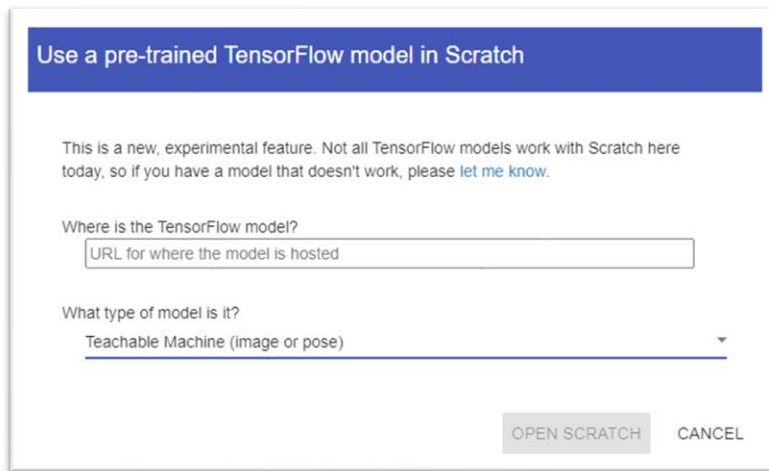 Use a pre-trained TensorFlow model in Scratch
This is a new, experimental feature. Not all TensorFlow models work with Scratch here
today, so if you have a model that doesn't work, please let me know.
Where is the TensorFlow model?
URL for where the model is hosted
What type of model is it?
Teachable Machine (image or pose)
OPEN SCRATCH CANCEL